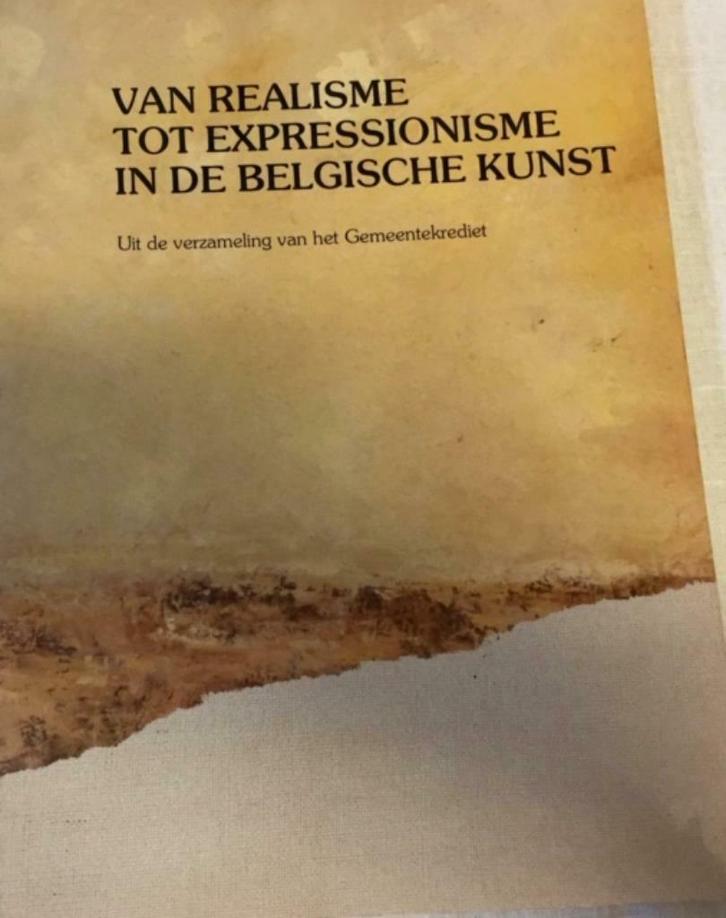 VAN REALISME
TOT EXPRESSIONISME
IN DE BELGISCHE KUNST
Uit de verzameling van het Gemeentekrediet